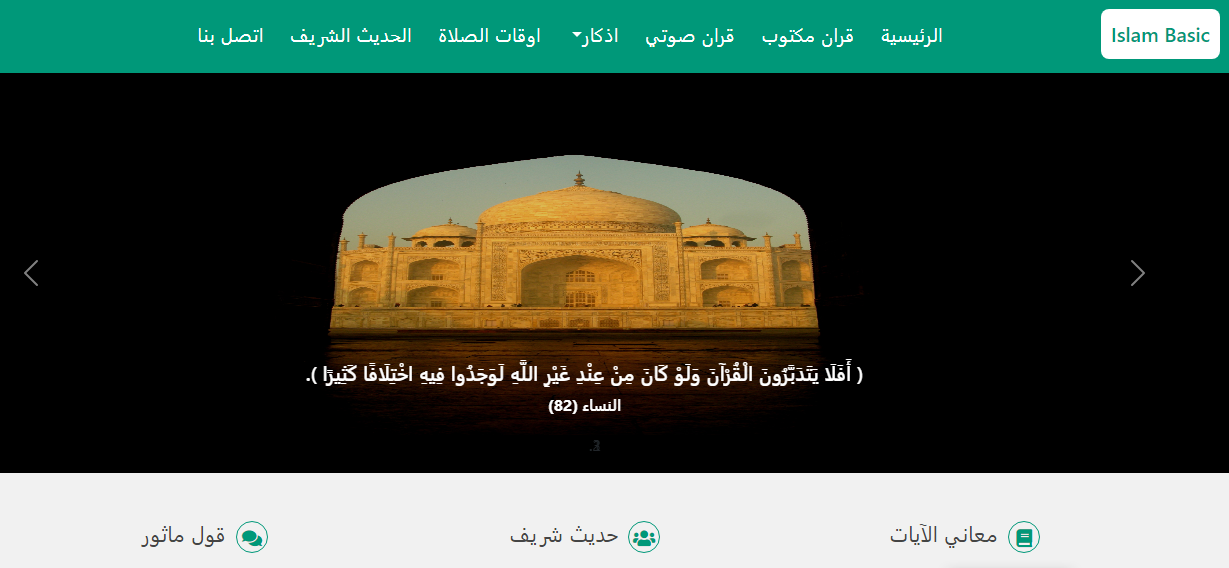 Islam Basic
الرئيسية
قران مكتوب
قران صوتي
اذكار
اوقات الصلاة
الحديث الشريف
اتصل بنا
( أَفَلَا يَتَدَبَّرُونَ الْقُرْآنَ وَلَوْ كَانَ مِنْ عِنْدِ غَيْرِ اللَّهِ لَوَجَدُوا فِيهِ اخْتِلَافًا كَثِيرًا ).
النساء (82)
معاني الآيات
حديث شريف
قول ماثور